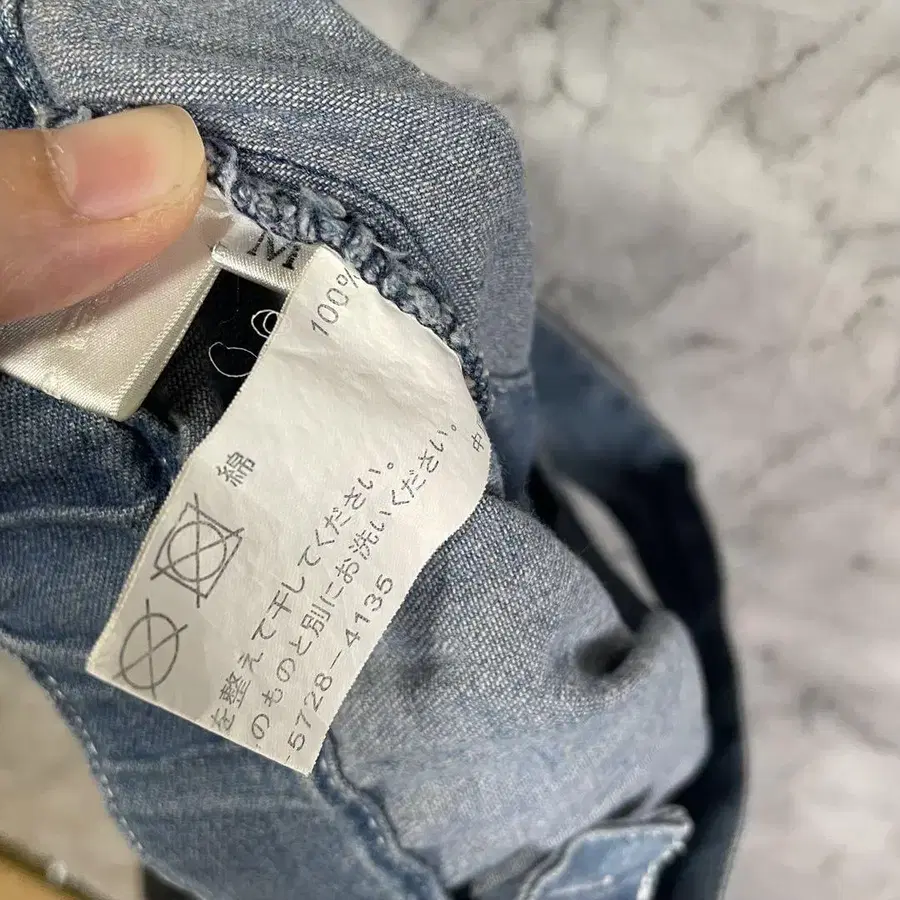 M
綿
100%
を整えて干してください。
のものと別にお洗いください。
-5728-4135
中